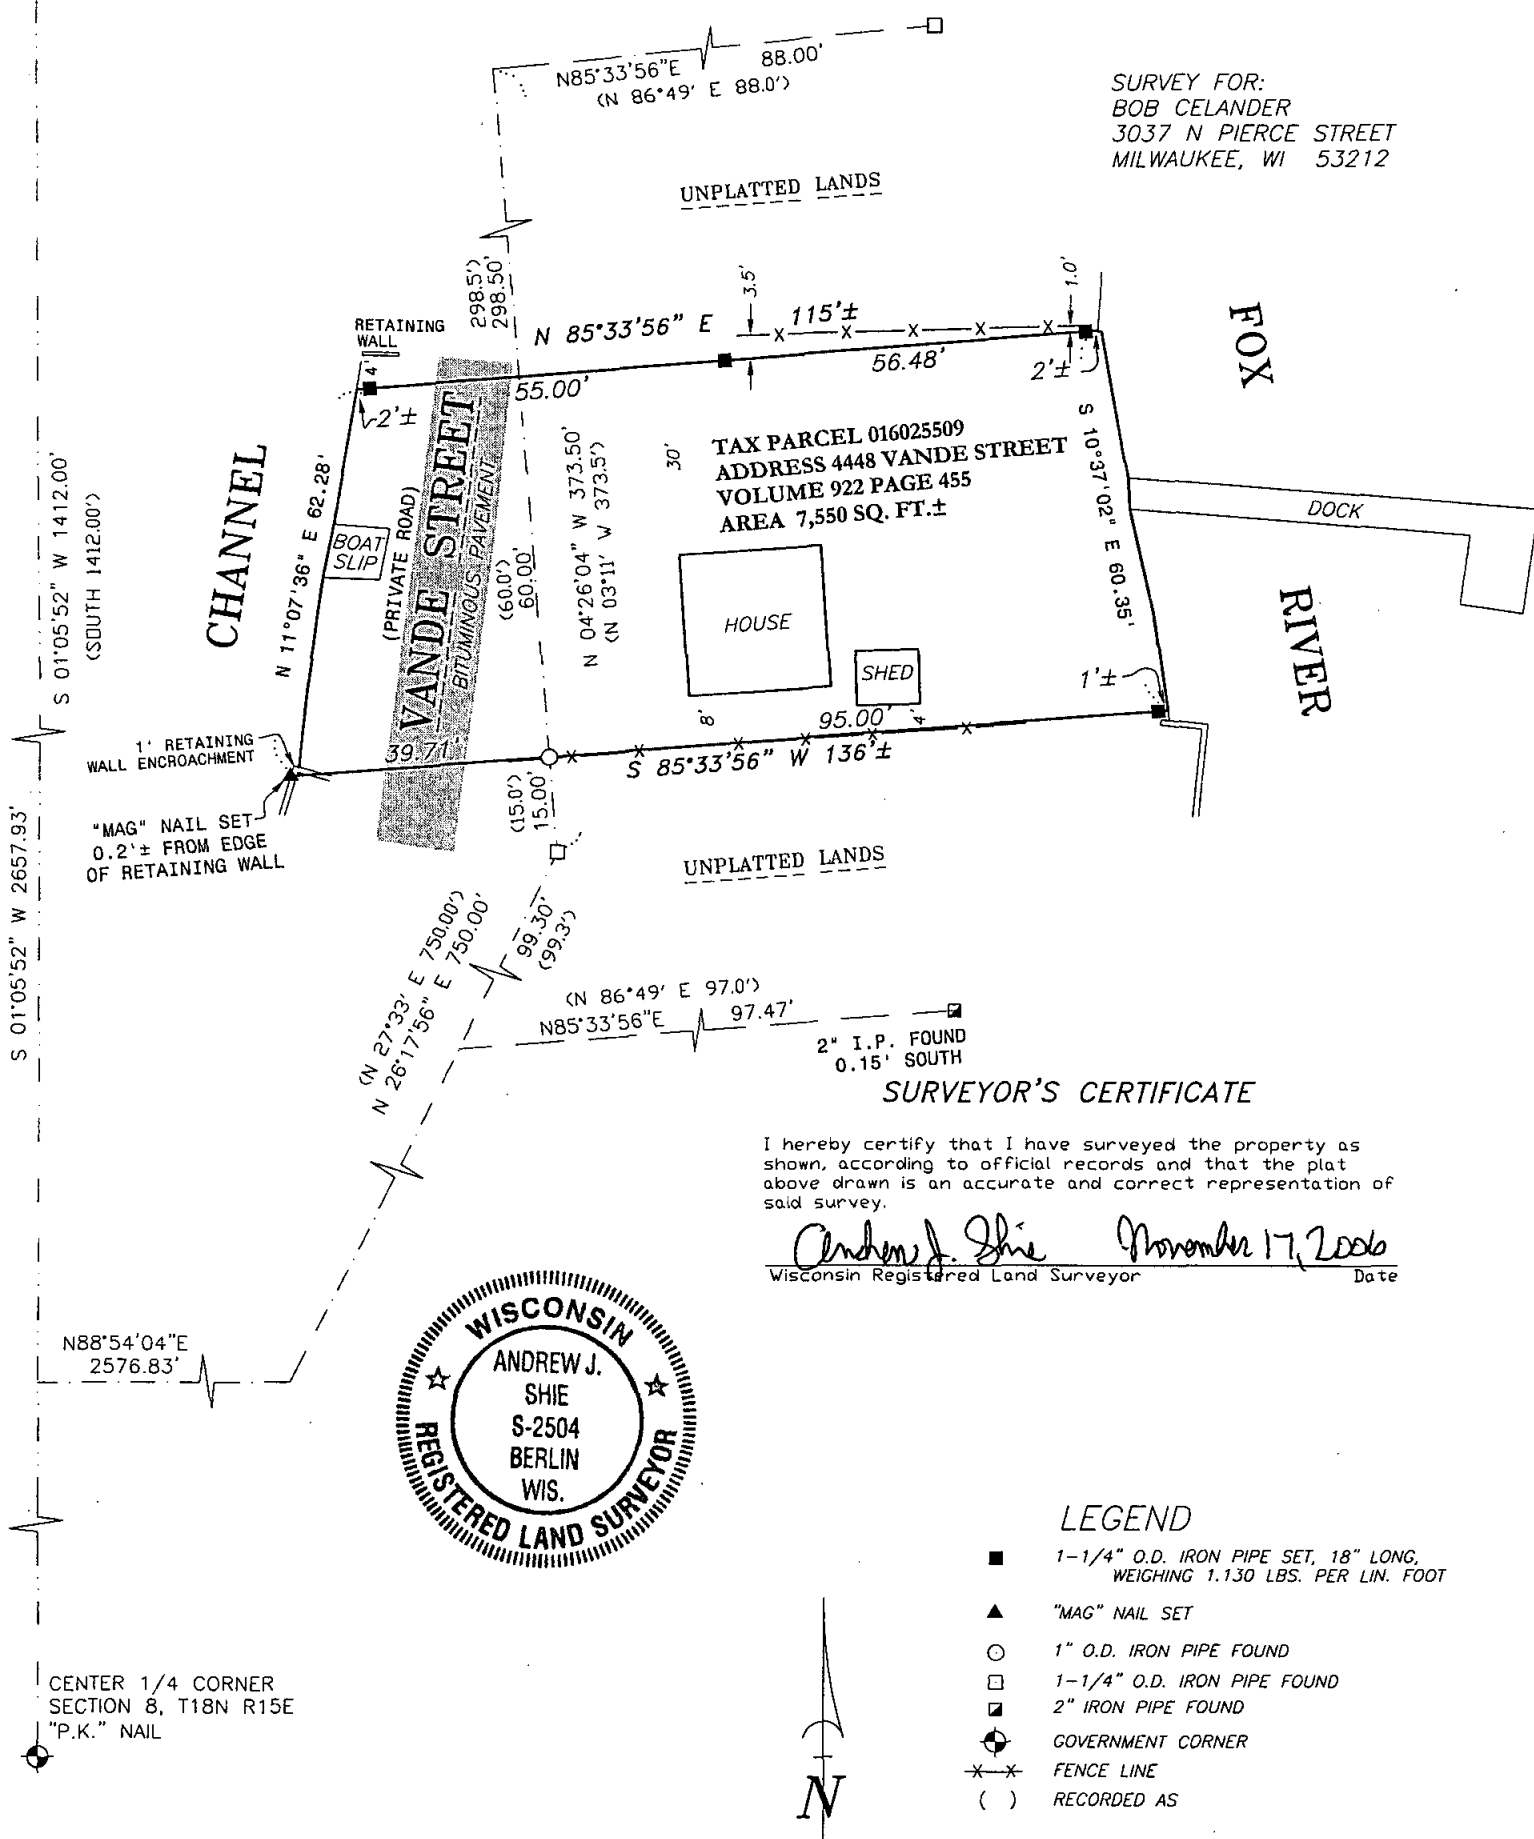 N85°33'56"E 88.00'
(N 86°49' E 88.0')
SURVEY FOR:
BOB CELANDER
3037 N PIERCE STREET
MILWAUKEE, WI 53212
UNPLATTED LANDS
298.5')
298.50'
RETAINING
WALL
4'
N 85°33'56" E 115'±
3.5'
1.0'
55.00'
56.48'
2'±
2'±
FOX
RIVER
CHANNEL
S 01°05'52" W 1412.00'
(SOUTH 1412.00')
N 11°07'36" E 62.28'
BOAT
SLIP
(PRIVATE ROAD)
VANDE STREET
BITUMINOUS PAVEMENT
(60.0')
60.00'
N 04°26'04" W 373.50'
(N 03°11' W 373.5')
30'
TAX PARCEL 016025509
ADDRESS 4448 VANDE STREET
VOLUME 922 PAGE 455
AREA 7,550 SQ. FT.±
S 10°37'02" E 60.35'
DOCK
HOUSE
SHED
1'±
8'
95.00'
4'
39.71'
S 85°33'56" W 136'±
1' RETAINING
WALL ENCROACHMENT
"MAG" NAIL SET
0.2'± FROM EDGE
OF RETAINING WALL
(15.0')
15.00'
UNPLATTED LANDS
S 01°05'52" W 2657.93'
(N 27°33' E 750.00')
N 26°17'56" E 750.00'
99.30'
(99.3')
(N 86°49' E 97.0')
N85°33'56"E 97.47'
2" I.P. FOUND
0.15' SOUTH
SURVEYOR'S CERTIFICATE
I hereby certify that I have surveyed the property as
shown, according to official records and that the plat
above drawn is an accurate and correct representation of
said survey.
Andrew J. Shie November 17, 2006
Wisconsin Registered Land Surveyor Date
N88°54'04"E
2576.83'
WISCONSIN
ANDREW J.
SHIE
S-2504
BERLIN
WIS.
REGISTERED LAND SURVEYOR
LEGEND
1-1/4" O.D. IRON PIPE SET, 18" LONG,
WEIGHING 1.130 LBS. PER LIN. FOOT
"MAG" NAIL SET
1" O.D. IRON PIPE FOUND
1-1/4" O.D. IRON PIPE FOUND
2" IRON PIPE FOUND
GOVERNMENT CORNER
FENCE LINE
( ) RECORDED AS
CENTER 1/4 CORNER
SECTION 8, T18N R15E
"P.K." NAIL
N